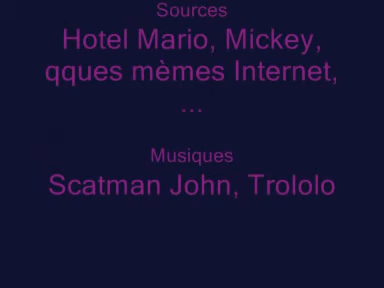 Sources
Hotel Mario, Mickey,
qques mèmes Internet,
...
Musiques
Scatman John, Trololo